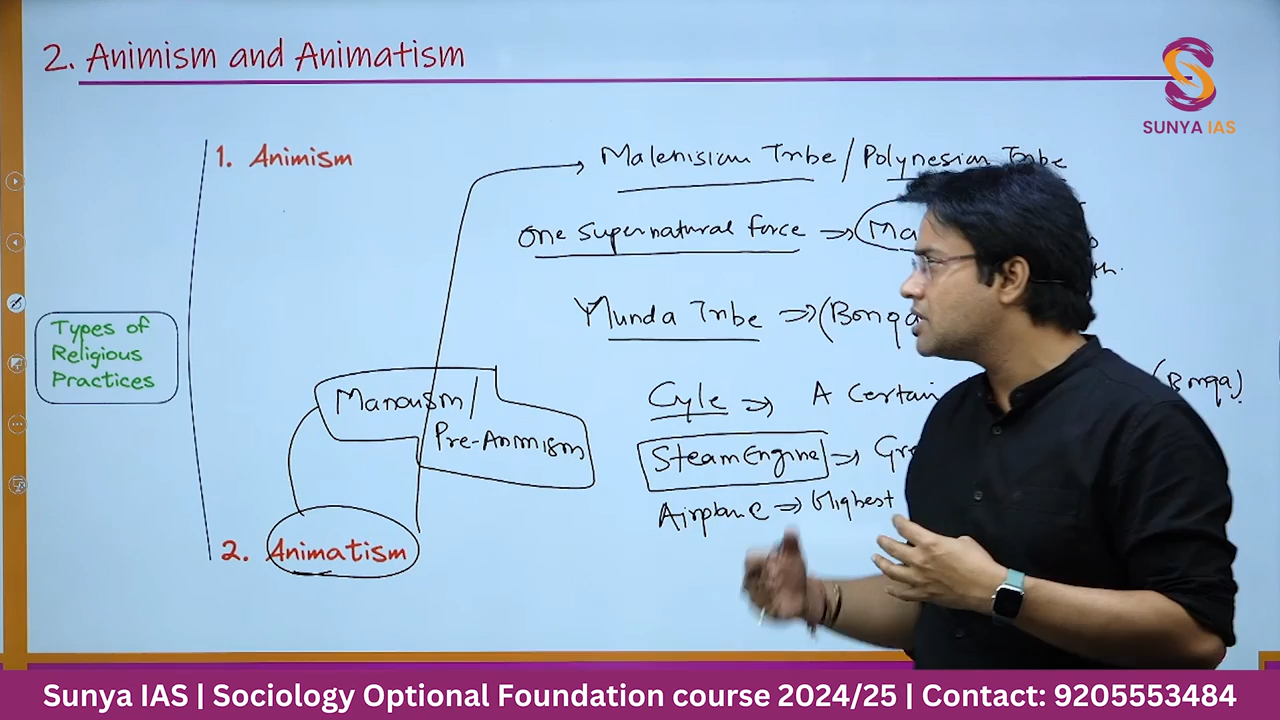 2. Animism and Animatism
SUNYA IAS
1. Animism
Malenisian Tribe / Polynesian Tribe
One Supernatural force ⇒
Munda Tribe ⇒ (Bonga
Types of
Religious
Practices
Manaism/
Pre-Animism
Cyle ⇒ A Certain (Bonga)
Steam Engine ⇒
Airplane ⇒ Highest
2. Animatism
Sunya IAS | Sociology Optional Foundation course 2024/25 | Contact: 9205553484